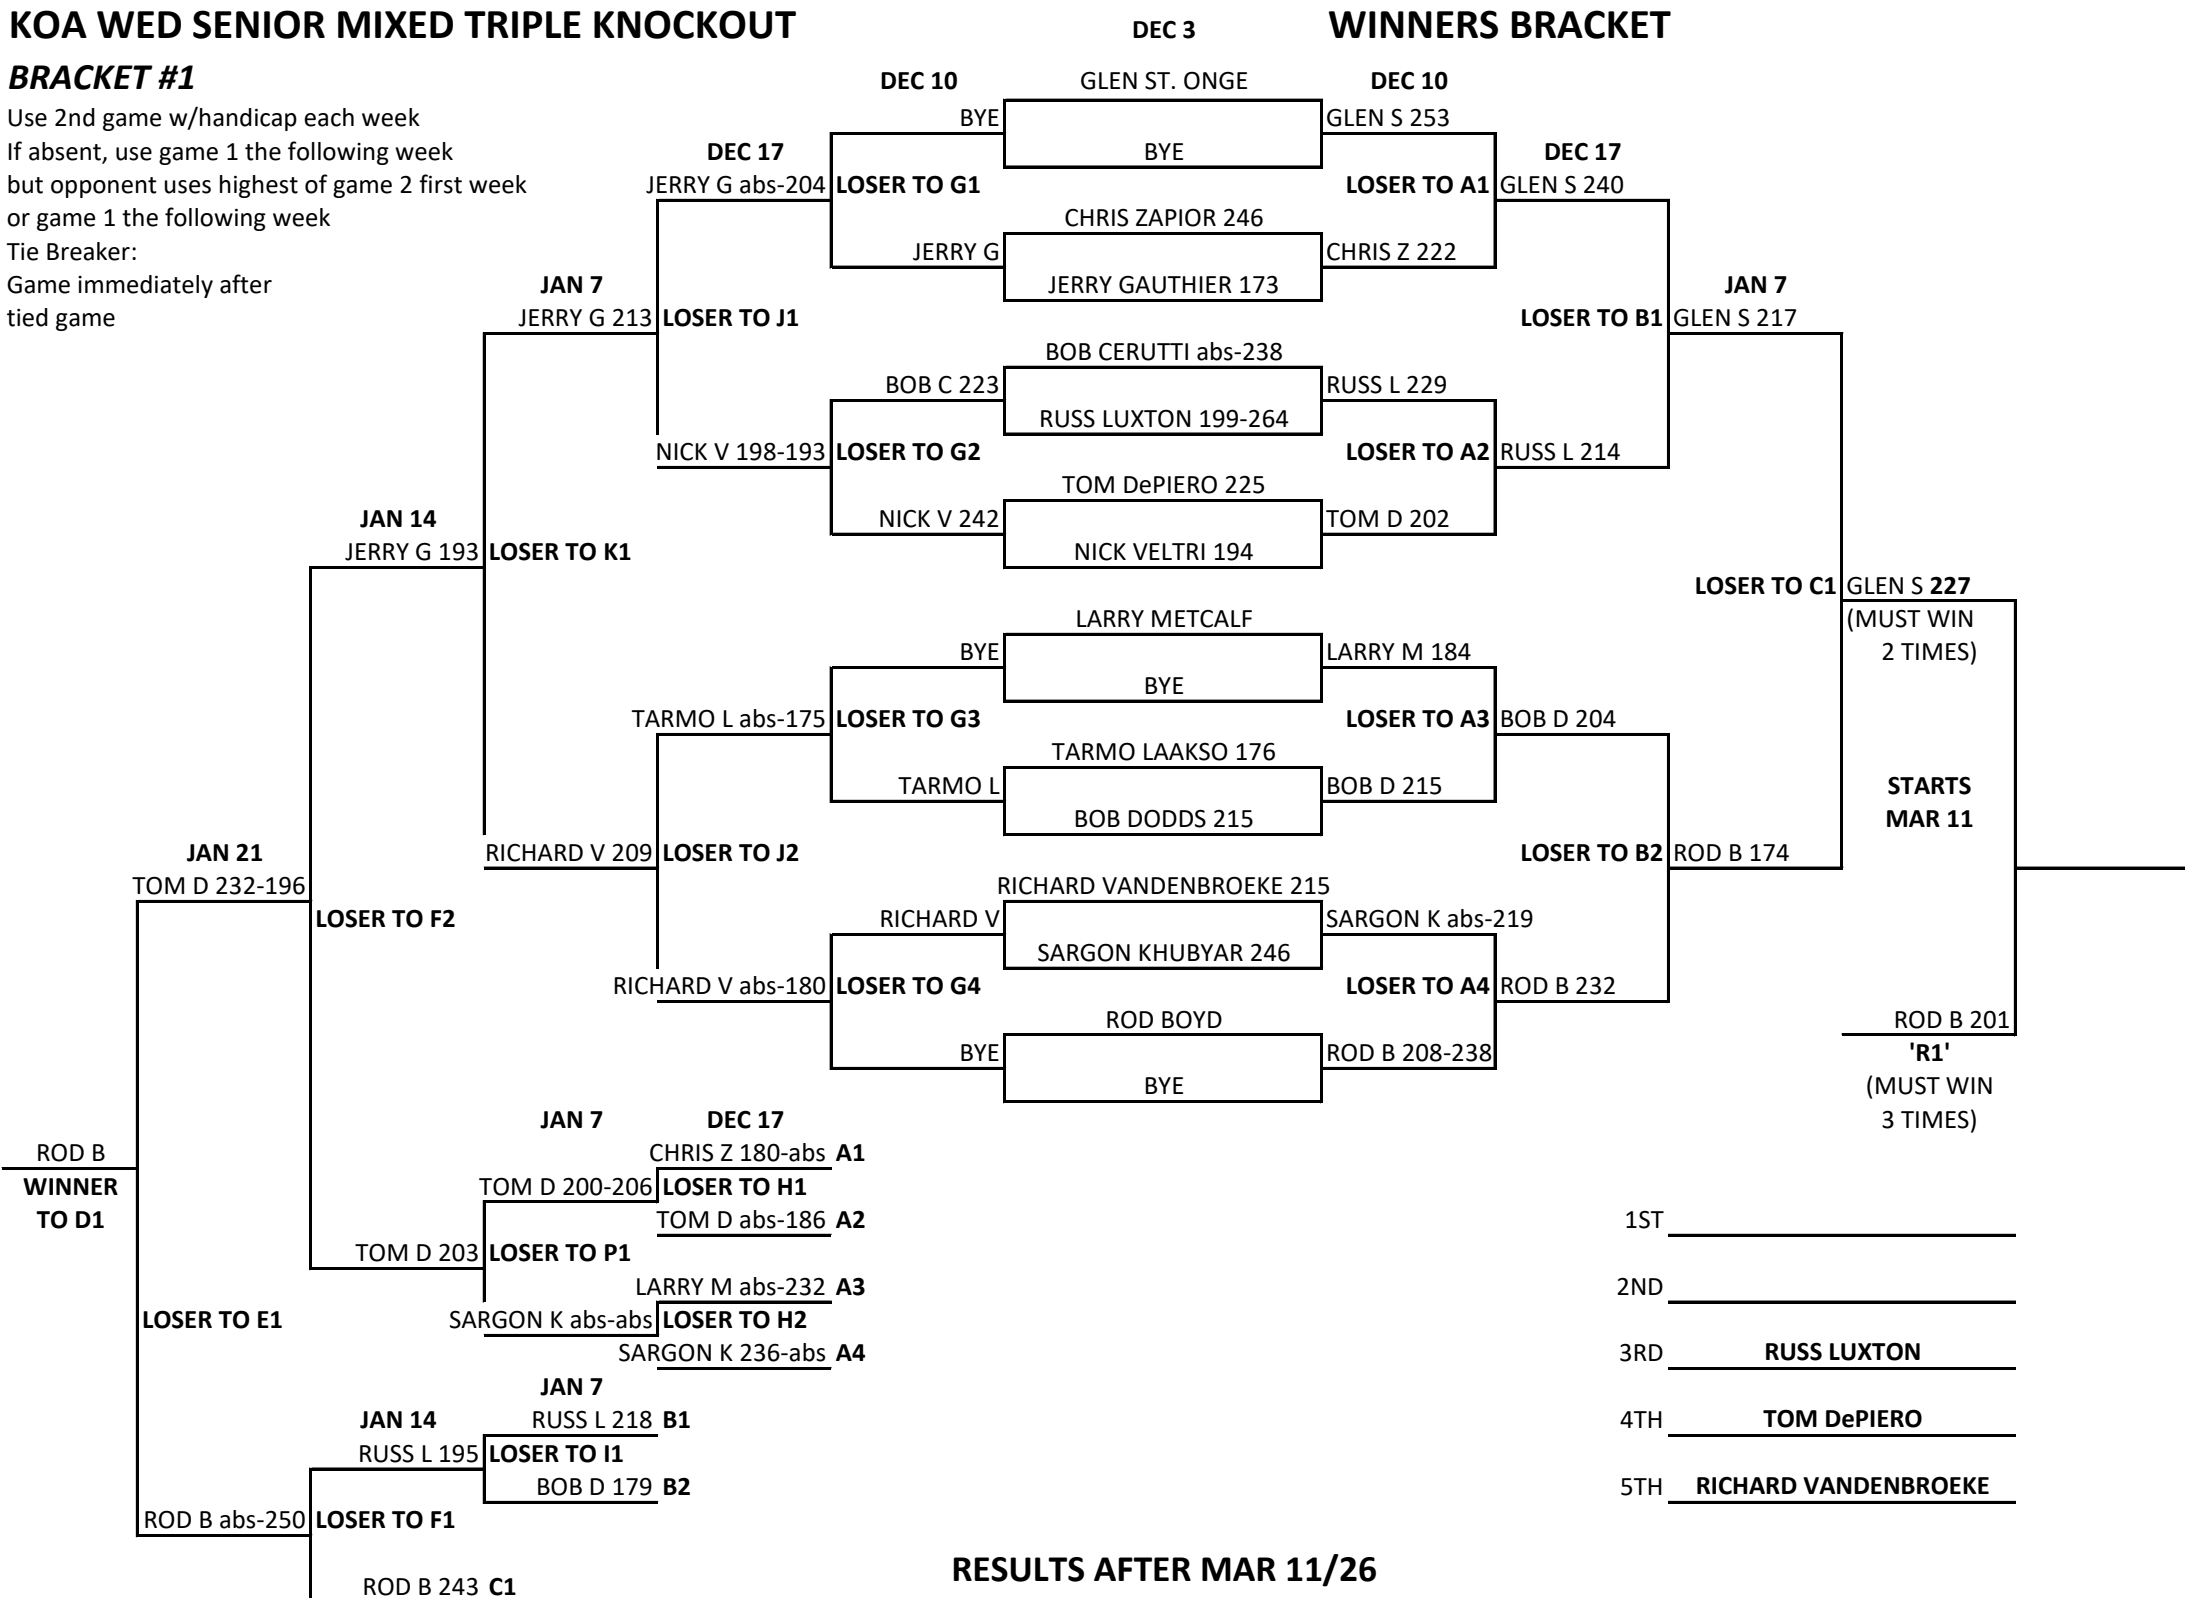 KOA WED SENIOR MIXED TRIPLE KNOCKOUT
DEC 3
WINNERS BRACKET
BRACKET #1
DEC 10
GLEN ST. ONGE
DEC 10
Use 2nd game w/handicap each week
BYE
GLEN S 253
If absent, use game 1 the following week
DEC 17
BYE
DEC 17
but opponent uses highest of game 2 first week
JERRY G abs-204
LOSER TO G1
LOSER TO A1
GLEN S 240
or game 1 the following week
CHRIS ZAPIOR 246
Tie Breaker:
JERRY G
CHRIS Z 222
Game immediately after
JAN 7
JERRY GAUTHIER 173
JAN 7
tied game
JERRY G 213
LOSER TO J1
LOSER TO B1
GLEN S 217
BOB CERUTTI abs-238
BOB C 223
RUSS L 229
RUSS LUXTON 199-264
NICK V 198-193
LOSER TO G2
LOSER TO A2
RUSS L 214
TOM DePIERO 225
JAN 14
NICK V 242
TOM D 202
JERRY G 193
LOSER TO K1
NICK VELTRI 194
LOSER TO C1
GLEN S 227
LARRY METCALF
(MUST WIN
BYE
LARRY M 184
2 TIMES)
BYE
TARMO L abs-175
LOSER TO G3
LOSER TO A3
BOB D 204
TARMO LAAKSO 176
TARMO L
BOB D 215
STARTS
BOB DODDS 215
MAR 11
JAN 21
RICHARD V 209
LOSER TO J2
LOSER TO B2
ROD B 174
TOM D 232-196
RICHARD VANDENBROEKE 215
LOSER TO F2
RICHARD V
SARGON K abs-219
SARGON KHUBYAR 246
RICHARD V abs-180
LOSER TO G4
LOSER TO A4
ROD B 232
ROD BOYD
ROD B 201
BYE
ROD B 208-238
'R1'
BYE
(MUST WIN
JAN 7
DEC 17
3 TIMES)
ROD B
CHRIS Z 180-abs
A1
WINNER
TOM D 200-206
LOSER TO H1
TO D1
TOM D abs-186
A2
1ST
TOM D 203
LOSER TO P1
LARRY M abs-232
A3
2ND
LOSER TO E1
SARGON K abs-abs
LOSER TO H2
SARGON K 236-abs
A4
3RD
RUSS LUXTON
JAN 7
JAN 14
RUSS L 218
B1
4TH
TOM DePIERO
RUSS L 195
LOSER TO I1
BOB D 179
B2
5TH
RICHARD VANDENBROEKE
ROD B abs-250
LOSER TO F1
RESULTS AFTER MAR 11/26
ROD B 243
C1